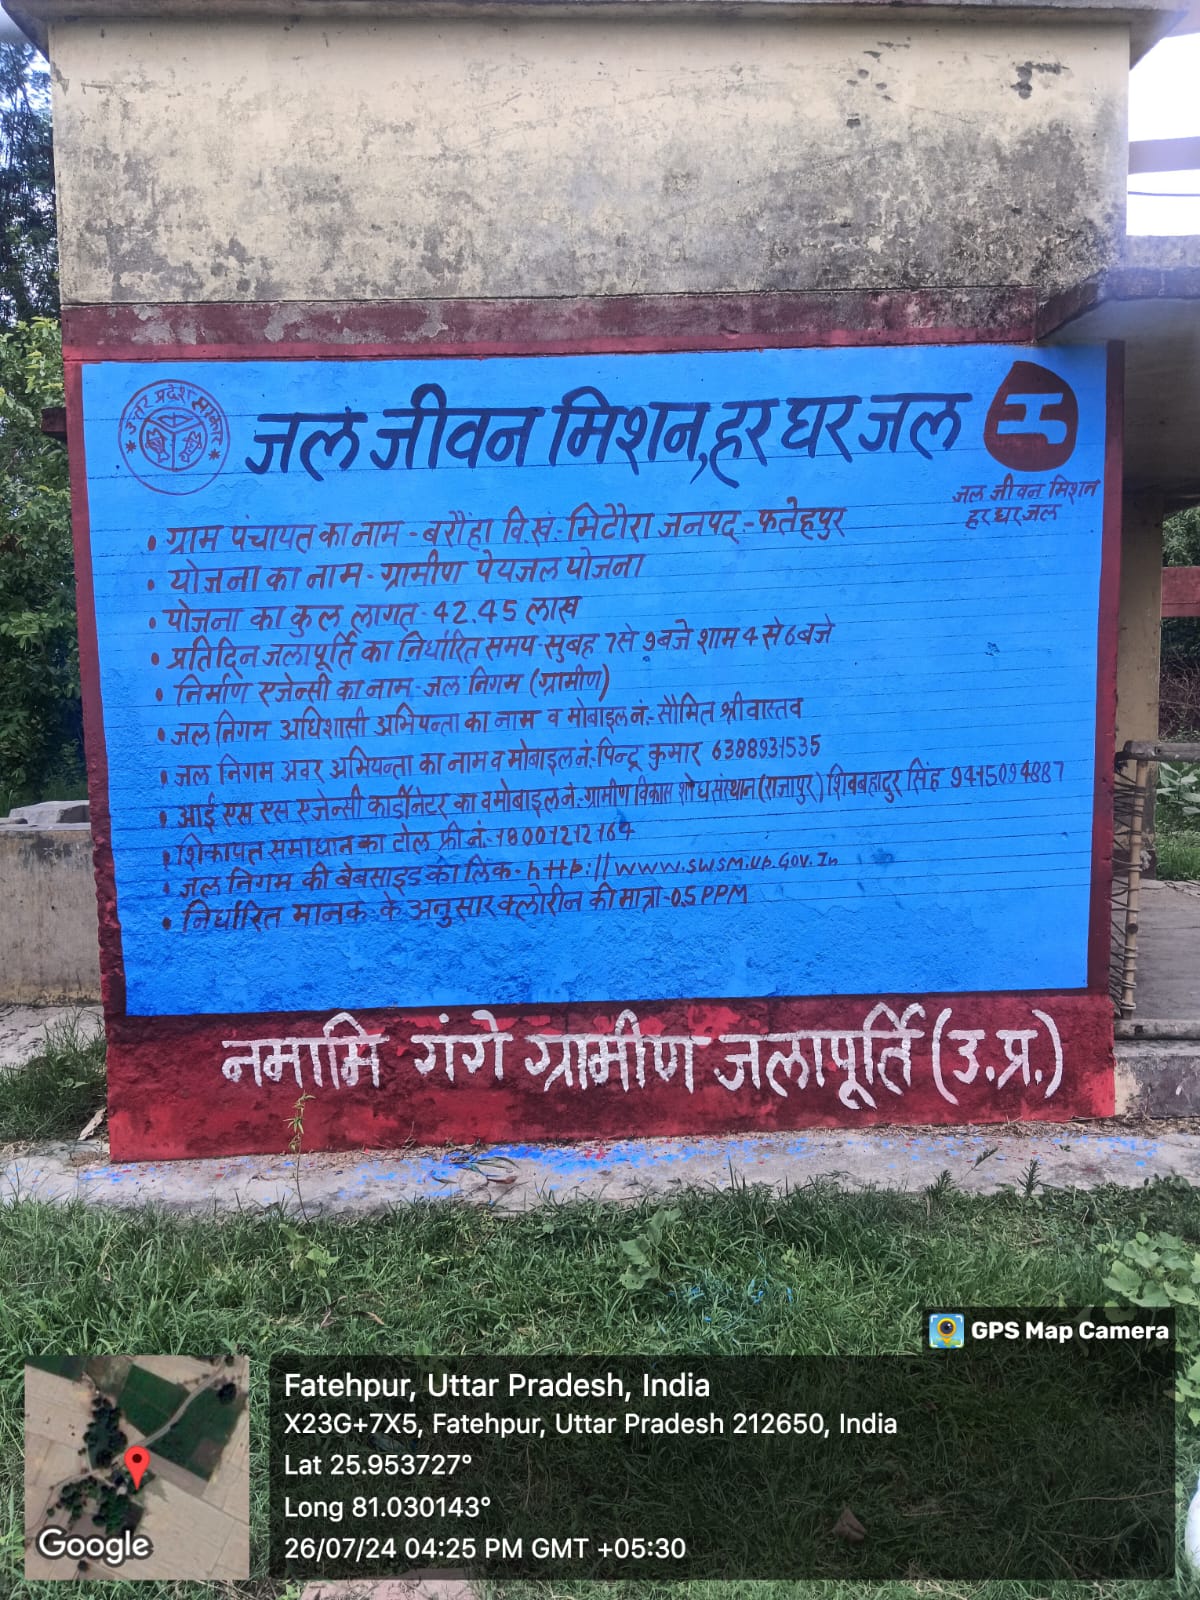 उत्तर प्रदेश सरकार
जल जीवन मिशन, हर घर जल
जल जीवन मिशन
हर घर जल
• ग्राम पंचायत का नाम - बरौंहा वि.खं:- भिटौरा जनपद:- फतेहपुर
• योजना का नाम - ग्रामीण पेयजल योजना
• योजना का कुल लागत - 42.45 लाख
• प्रतिदिन जलापूर्ति का निर्धारित समय - सुबह 7 से 9 बजे शाम 4 से 6 बजे
• निर्माण एजेन्सी का नाम - जल निगम (ग्रामीण)
• जल निगम अधिशासी अभियन्ता का नाम व मोबाइल नं:- सौमित श्रीवास्तव
• जल निगम अवर अभियन्ता का नाम व मोबाइल नं:- पिन्टू कुमार 6388931535
• आई एस एस एजेन्सी कार्डीनेटर का व मोबाइल नं:- ग्रामीण विकास शोध संस्थान (राजापुर) शिवबहादुर सिंह 9415094887
• शिकायत समाधान का टोल फ्री नं.- 18001212164
• जल निगम की बेबसाइड का लिंक - http://www.swsm.up.Gov.In
• निर्धारित मानक के अनुसार क्लोरीन की मात्रा - 0.5 PPM
नमामि गंगे ग्रामीण जलापूर्ति (उ.प्र.)
GPS Map Camera
Fatehpur, Uttar Pradesh, India
X23G+7X5, Fatehpur, Uttar Pradesh 212650, India
Lat 25.953727°
Long 81.030143°
26/07/24 04:25 PM GMT +05:30
Google